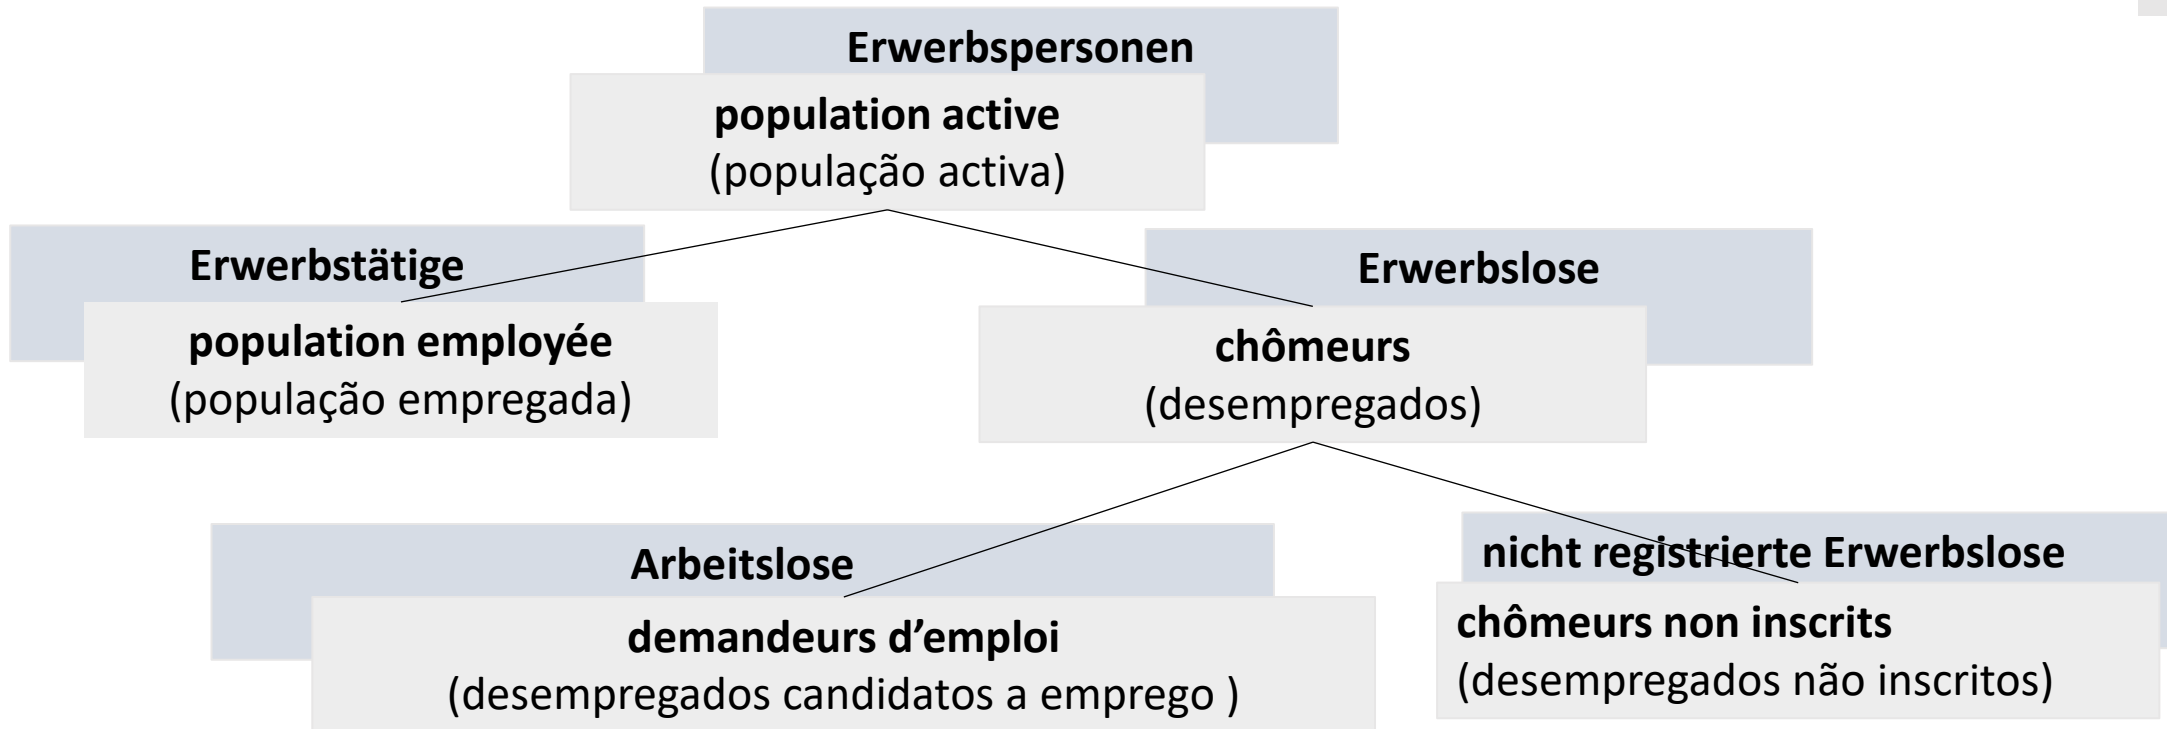 Erwerbspersonen
population active
(população activa)
Erwerbstätige
population employée
(população empregada)
Erwerbslose
chômeurs
(desempregados)
Arbeitslose
demandeurs d’emploi
(desempregados candidatos a emprego )
nicht registrierte Erwerbslose
chômeurs non inscrits
(desempregados não inscritos)